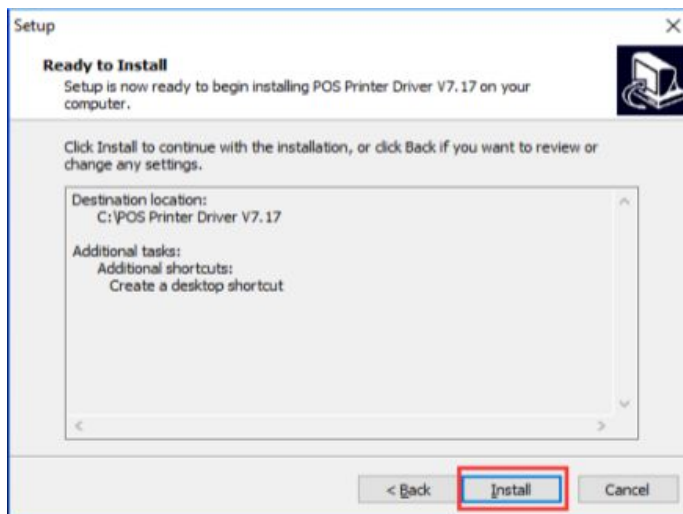 Setup
Ready to Install
Setup is now ready to begin installing POS Printer Driver V7.17 on your
computer.
Click Install to continue with the installation, or click Back if you want to review or
change any settings.
Destination location:
C:\POS Printer Driver V7.17
Additional tasks:
Additional shortcuts:
Create a desktop shortcut
< Back
Install
Cancel